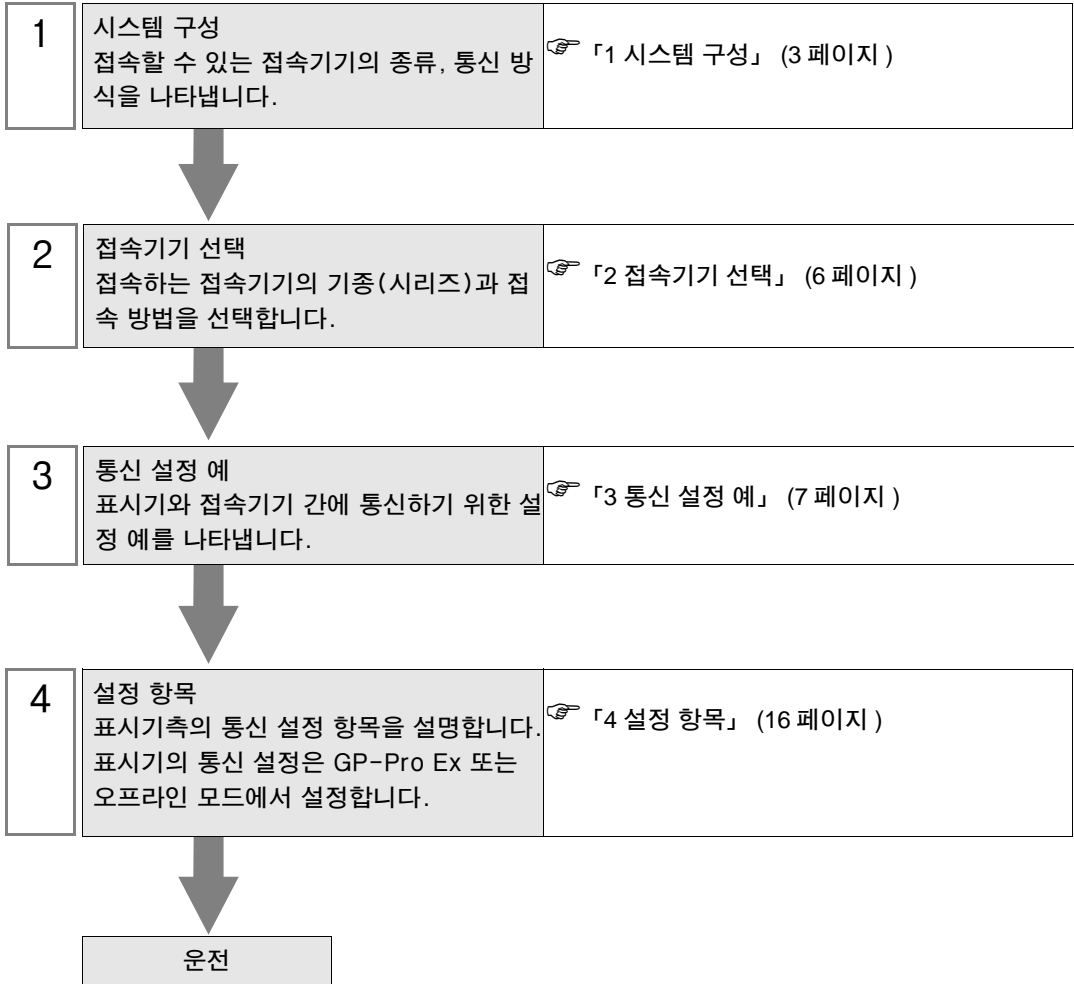 1
시스템 구성
접속할 수 있는 접속기기의 종류, 통신 방
식을 나타냅니다.
☞ 「1 시스템 구성」 (3 페이지 )
2
접속기기 선택
접속하는 접속기기의 기종(시리즈)과 접
속 방법을 선택합니다.
☞ 「2 접속기기 선택」 (6 페이지 )
3
통신 설정 예
표시기와 접속기기 간에 통신하기 위한 설
정 예를 나타냅니다.
☞ 「3 통신 설정 예」 (7 페이지 )
4
설정 항목
표시기측의 통신 설정 항목을 설명합니다.
표시기의 통신 설정은 GP-Pro Ex 또는
오프라인 모드에서 설정합니다.
☞ 「4 설정 항목」 (16 페이지 )
운전